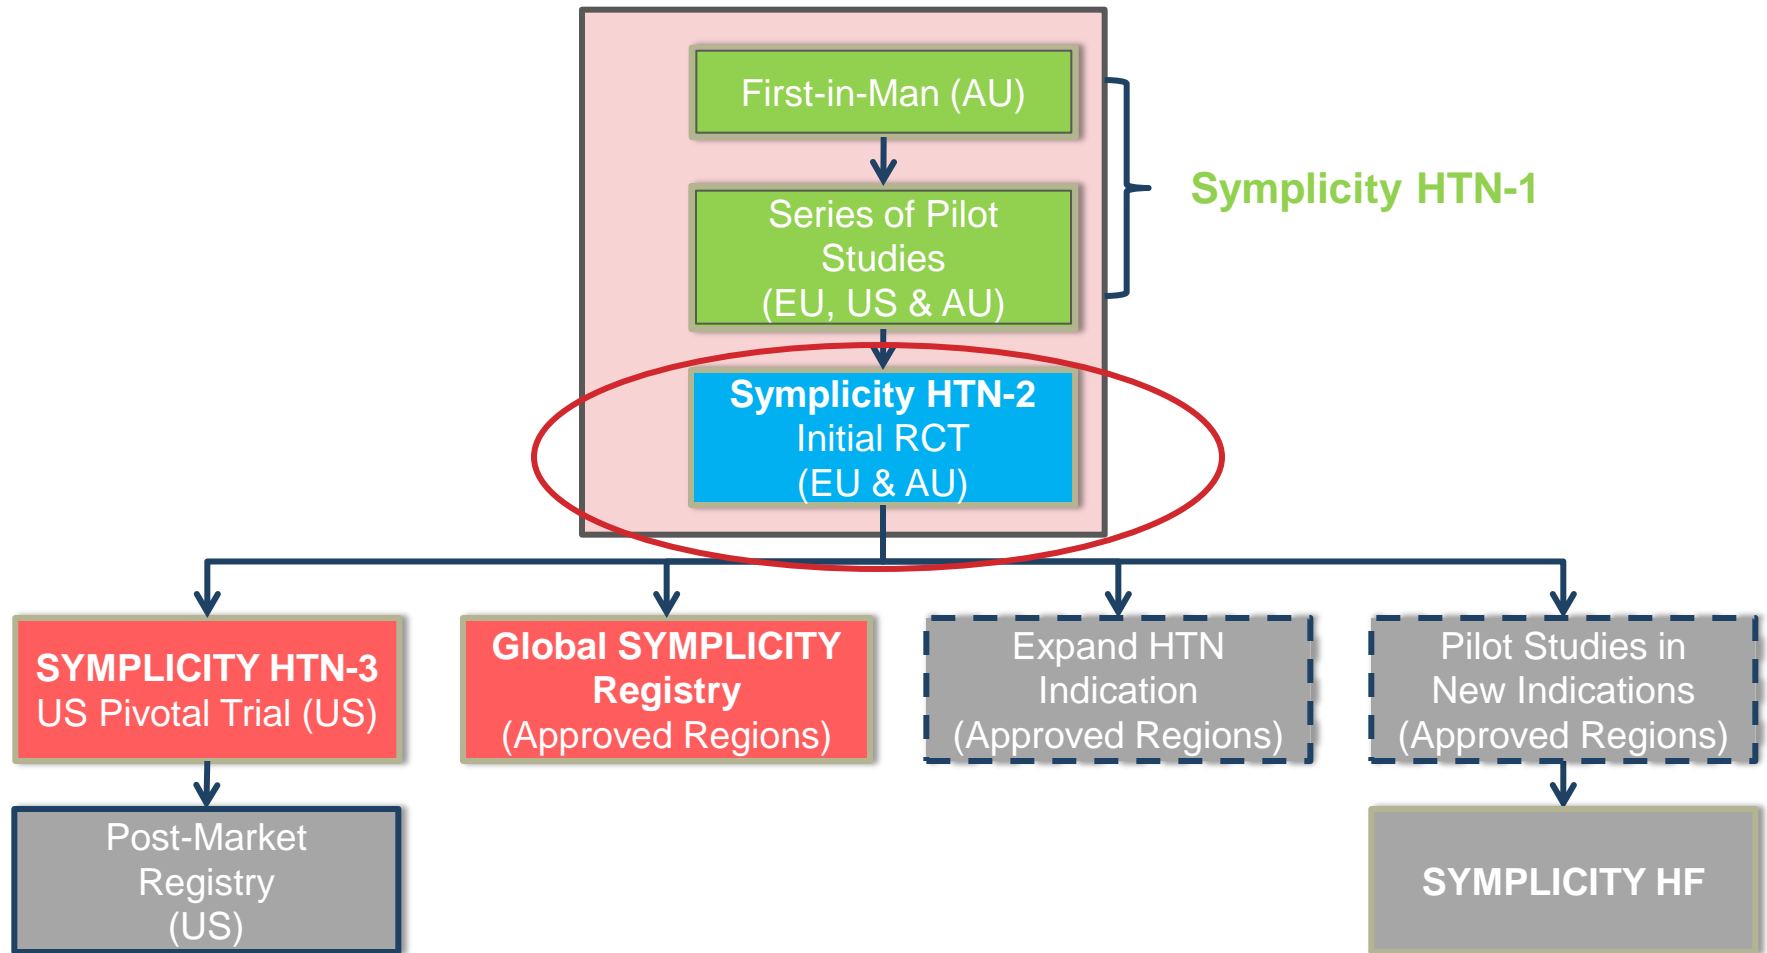 First-in-Man (AU)
Series of Pilot
Studies
(EU, US & AU)
Symplicity HTN-1
Symplicity HTN-2
Initial RCT
(EU & AU)
SYMPLICITY HTN-3
US Pivotal Trial (US)
Global SYMPLICITY
Registry
(Approved Regions)
Expand HTN
Indication
(Approved Regions)
Pilot Studies in
New Indications
(Approved Regions)
Post-Market
Registry
(US)
SYMPLICITY HF